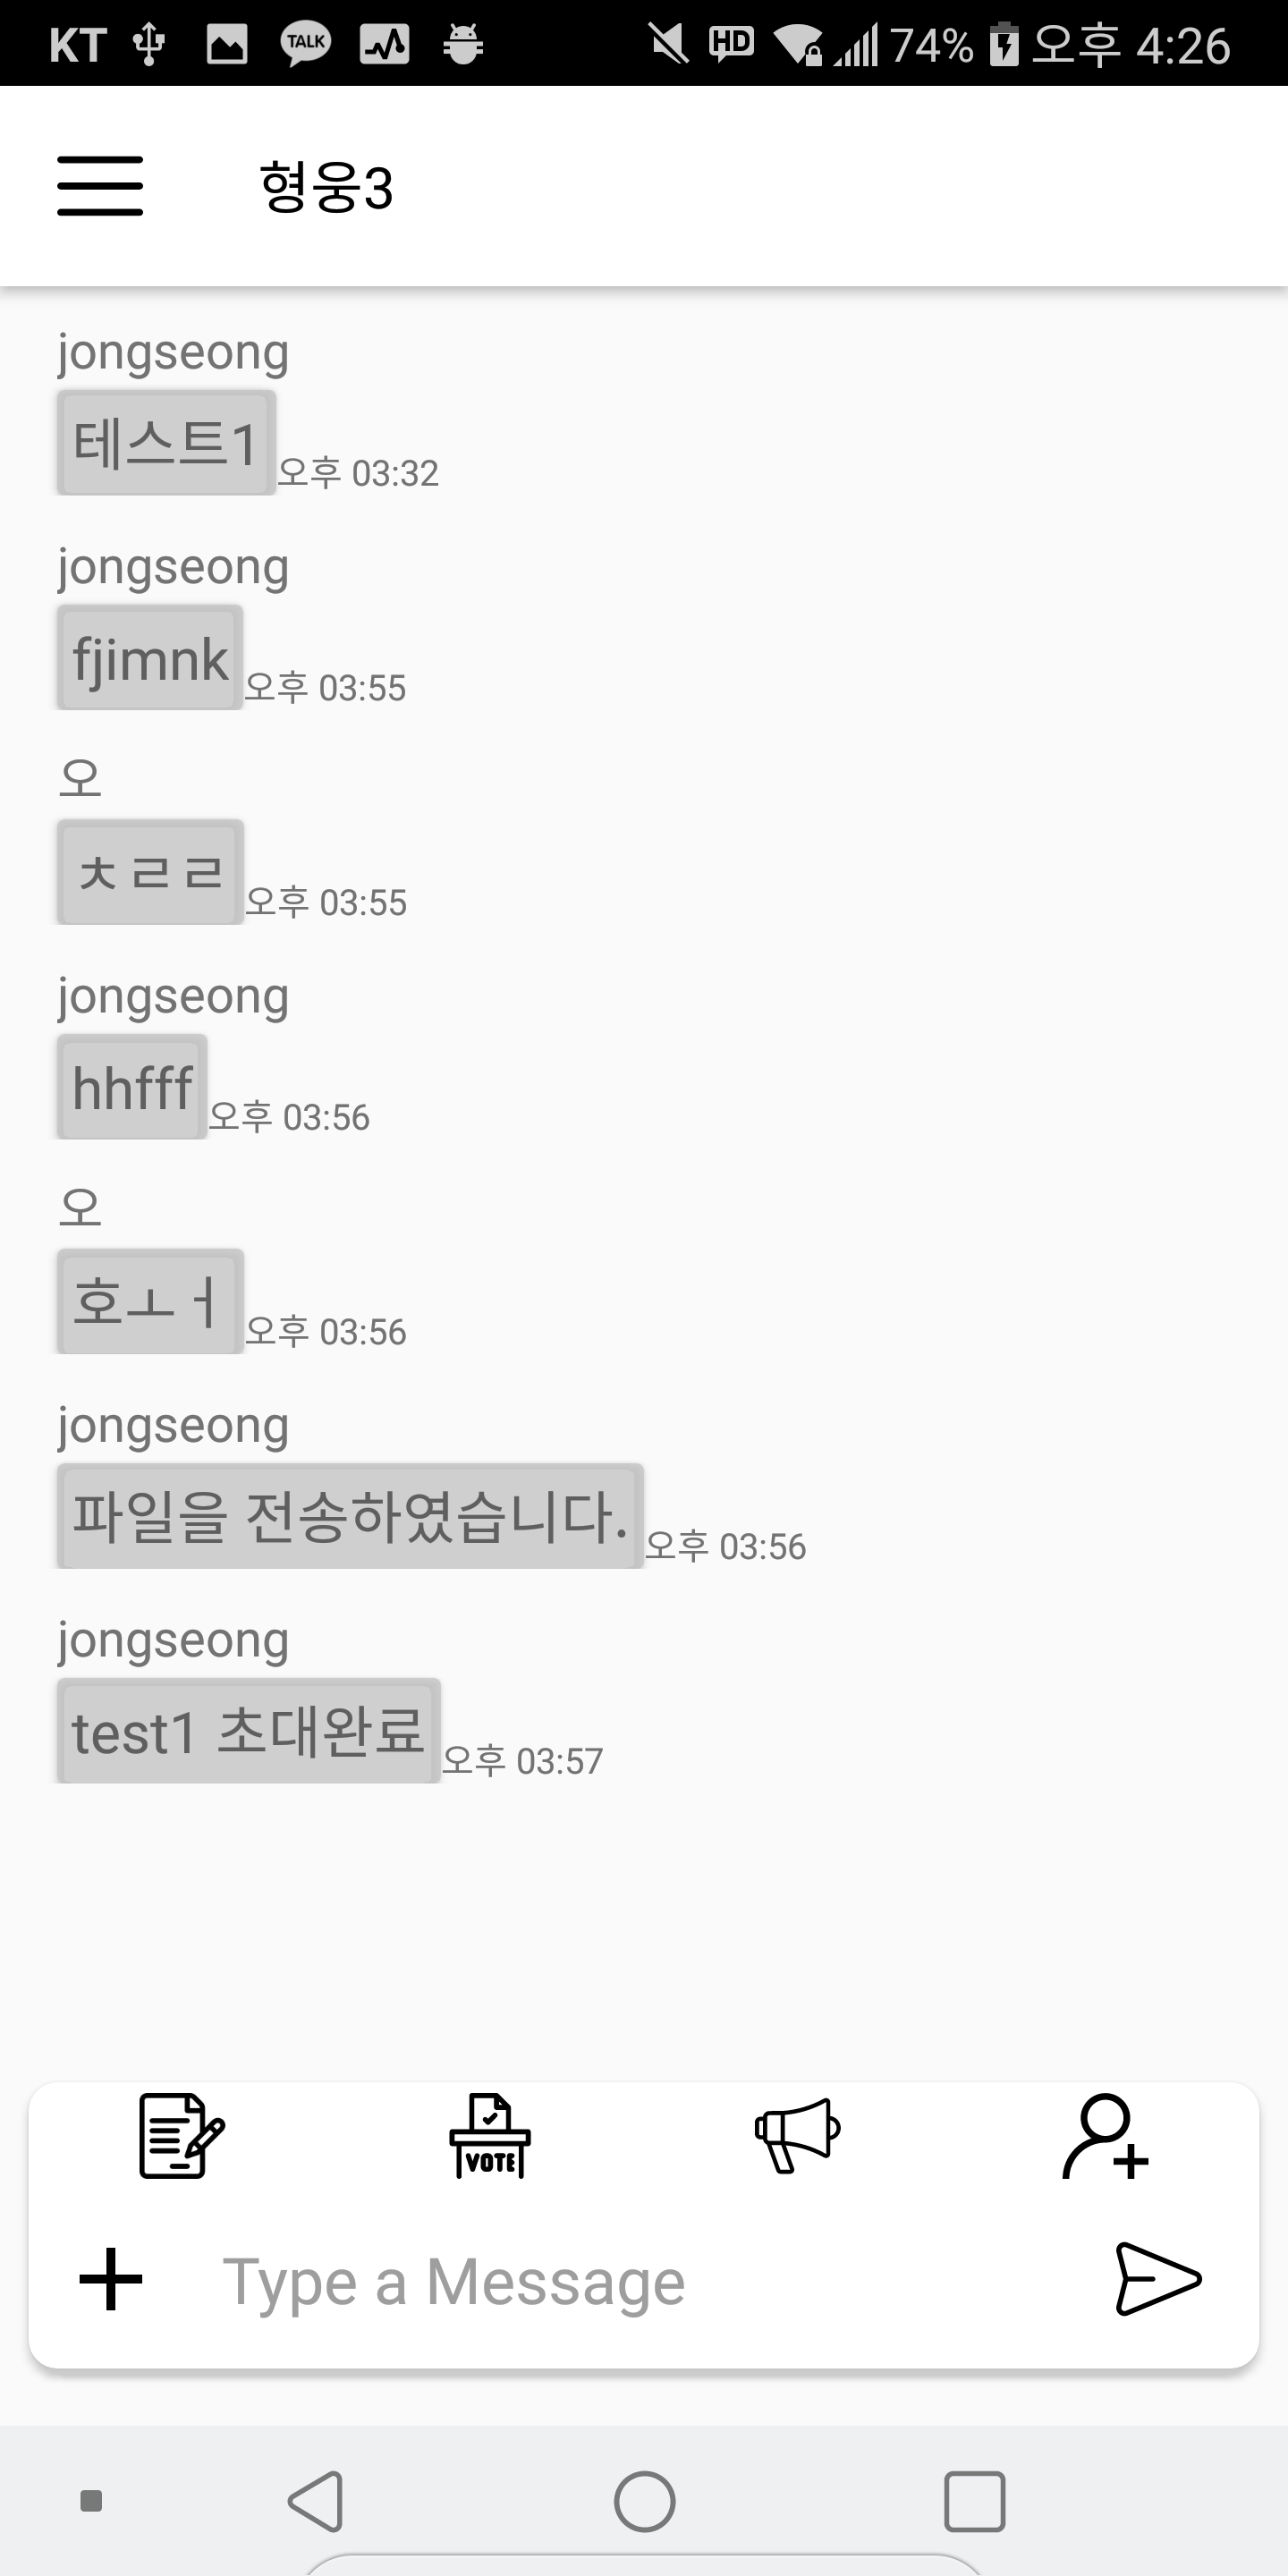 KT TALK HD 74% 오후 4:26
형웅3
jongseong
테스트1
오후 03:32
jongseong
fjimnk
오후 03:55
오
ㅊㄹㄹ
오후 03:55
jongseong
hhfff
오후 03:56
오
호ㅗㅓ
오후 03:56
jongseong
파일을 전송하였습니다.
오후 03:56
jongseong
test1 초대완료
오후 03:57
VOTE
Type a Message